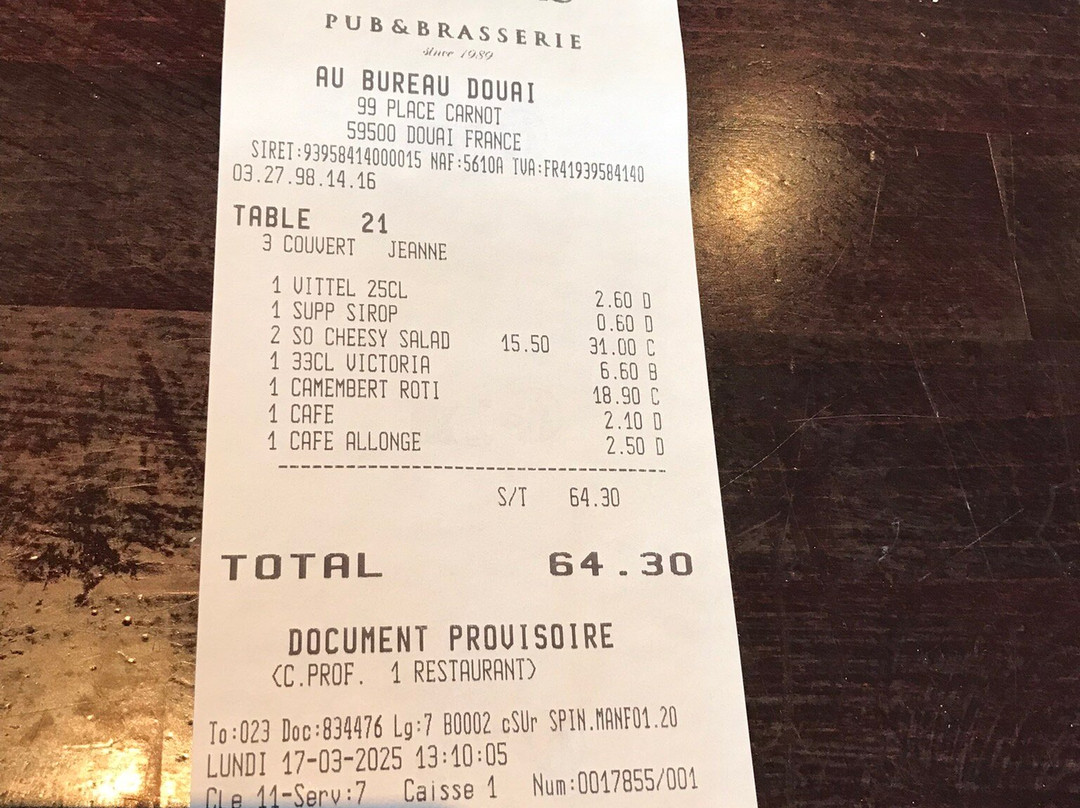 PUB&BRASSERIE
since 1989
AU BUREAU DOUAI
99 PLACE CARNOT
59500 DOUAI FRANCE
SIRET:93958414000015 NAF:5610A TVA:FR41939584140
03.27.98.14.16
TABLE 21
3 COUVERT JEANNE
1 VITTEL 25CL 2.60 D
1 SUPP SIROP 0.60 D
2 SO CHEESY SALAD 15.50 31.00 C
1 33CL VICTORIA 6.60 B
1 CAMEMBERT ROTI 18.90 C
1 CAFE 2.10 D
1 CAFE ALLONGE 2.50 D
S/T 64.30
TOTAL 64.30
DOCUMENT PROVISOIRE
<C.PROF. 1 RESTAURANT>
To:023 Doc:834476 Lg:7 B0002 cSUr SPIN.MANF01.20
LUNDI 17-03-2025 13:10:05
Cle 11-Serv:7 Caisse 1 Num:0017855/001